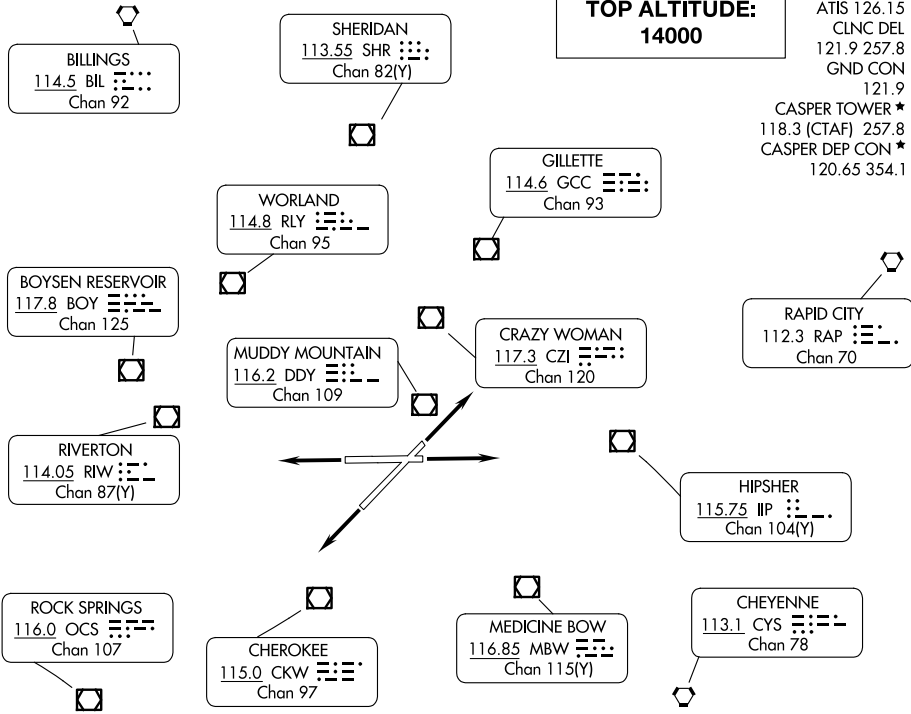 TOP ALTITUDE:
14000
ATIS 126.15
CLNC DEL
121.9 257.8
GND CON
121.9
CASPER TOWER ★
118.3 (CTAF) 257.8
CASPER DEP CON ★
120.65 354.1
BILLINGS
114.5 BIL
Chan 92
SHERIDAN
113.55 SHR
Chan 82(Y)
GILLETTE
114.6 GCC
Chan 93
WORLAND
114.8 RLY
Chan 95
BOYSEN RESERVOIR
117.8 BOY
Chan 125
RAPID CITY
112.3 RAP
Chan 70
CRAZY WOMAN
117.3 CZI
Chan 120
MUDDY MOUNTAIN
116.2 DDY
Chan 109
RIVERTON
114.05 RIW
Chan 87(Y)
HIPSHER
115.75 IIP
Chan 104(Y)
ROCK SPRINGS
116.0 OCS
Chan 107
CHEROKEE
115.0 CKW
Chan 97
MEDICINE BOW
116.85 MBW
Chan 115(Y)
CHEYENNE
113.1 CYS
Chan 78